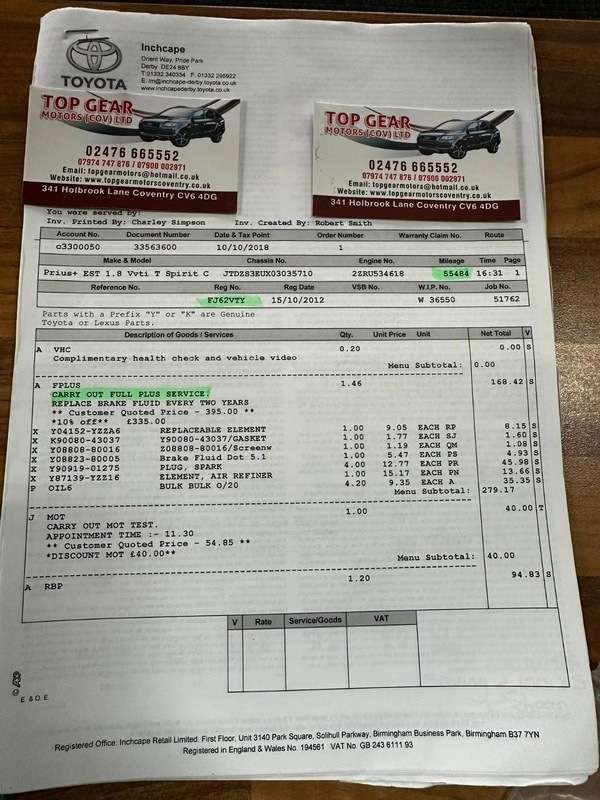 TOYOTA
Inchcape
Orient Way, Pride Park
Derby DE24 8BY
T:01332 340334 F. 01332 295922
E. im@inchcape-derby.toyota.co.uk
www.inchcapederby.toyota.co.uk
TOP GEAR
MOTORS (COV) LTD
02476 665552
07974 747 876 / 07900 002971
Email: topgearmotors@hotmail.co.uk
Website: www.topgearmotorscoventry.co.uk
341 Holbrook Lane Coventry CV6 4DG
TOP GEAR
MOTORS (COV) LTD
02476 665552
07974 747 876 / 07900 002971
Email: topgearmotors@hotmail.co.uk
Website: www.topgearmotorscoventry.co.uk
341 Holbrook Lane Coventry CV6 4DG
You were served by:
Inv. Printed By: Charley Simpson Inv. Created By: Robert Smith
Account No. Document Number Date & Tax Point Order Number Warranty Claim No. Route
¤3300050 33563600 10/10/2018 1
Make & Model Chassis No. Engine No. Mileage Time Page
Prius+ EST 1.8 Vvti T Spirit C JTDZS3EUX03035710 2ZRU534618 55484 16:31 1
Reference No. Reg No. Reg Date VSB No. W.I.P. No. Job No.
FJ62VTY 15/10/2012 W 36550 51762
Parts with a Prefix "Y" or "K" are Genuine
Toyota or Lexus Parts.
Description of Goods / Services Qty. Unit Price Unit Net Total V
A VHC 0.20 0.00 S
Complimentary health check and vehicle video
Menu Subtotal: 0.00
A FPLUS 1.46 168.42 S
CARRY OUT FULL PLUS SERVICE.
REPLACE BRAKE FLUID EVERY TWO YEARS
** Customer Quoted Price - 395.00 **
*10% off** £335.00
X Y04152-YZZA6 REPLACEABLE ELEMENT 1.00 9.05 EACH RP 8.15 S
X K90080-43037 Y90080-43037/GASKET 1.00 1.77 EACH SJ 1.60 S
X Y08808-80016 Z08808-80016/Screenw 1.00 1.19 EACH QM 1.08 S
X Y08823-80005 Brake Fluid Dot 5.1 1.00 5.47 EACH PS 4.93 S
X Y90919-01275 PLUG, SPARK 4.00 12.77 EACH PR 45.98 S
X Y87139-YZZ16 ELEMENT, AIR REFINER 1.00 15.17 EACH PN 13.66 S
P OIL6 BULK BULK 0/20 4.20 9.35 EACH A 35.35 S
Menu Subtotal: 279.17
J MOT 1.00 40.00 T
CARRY OUT MOT TEST.
APPOINTMENT TIME :- 11.30
** Customer Quoted Price - 54.85 **
*DISCOUNT MOT £40.00**
Menu Subtotal: 40.00
A RBP 1.20 94.83 S
V Rate Service/Goods VAT
E & O.E.
Registered Office: Inchcape Retail Limited. First Floor, Unit 3140 Park Square, Solihull Parkway, Birmingham Business Park, Birmingham B37 7YN
Registered in England & Wales No. 194561 VAT No. GB 243 6111 93